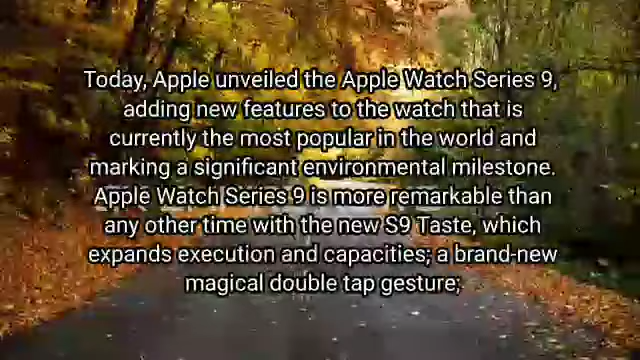 Today, Apple unveiled the Apple Watch Series 9,
adding new features to the watch that is
currently the most popular in the world and
marking a significant environmental milestone.
Apple Watch Series 9 is more remarkable than
any other time with the new S9 Taste, which
expands execution and capacities; a brand-new
magical double tap gesture;